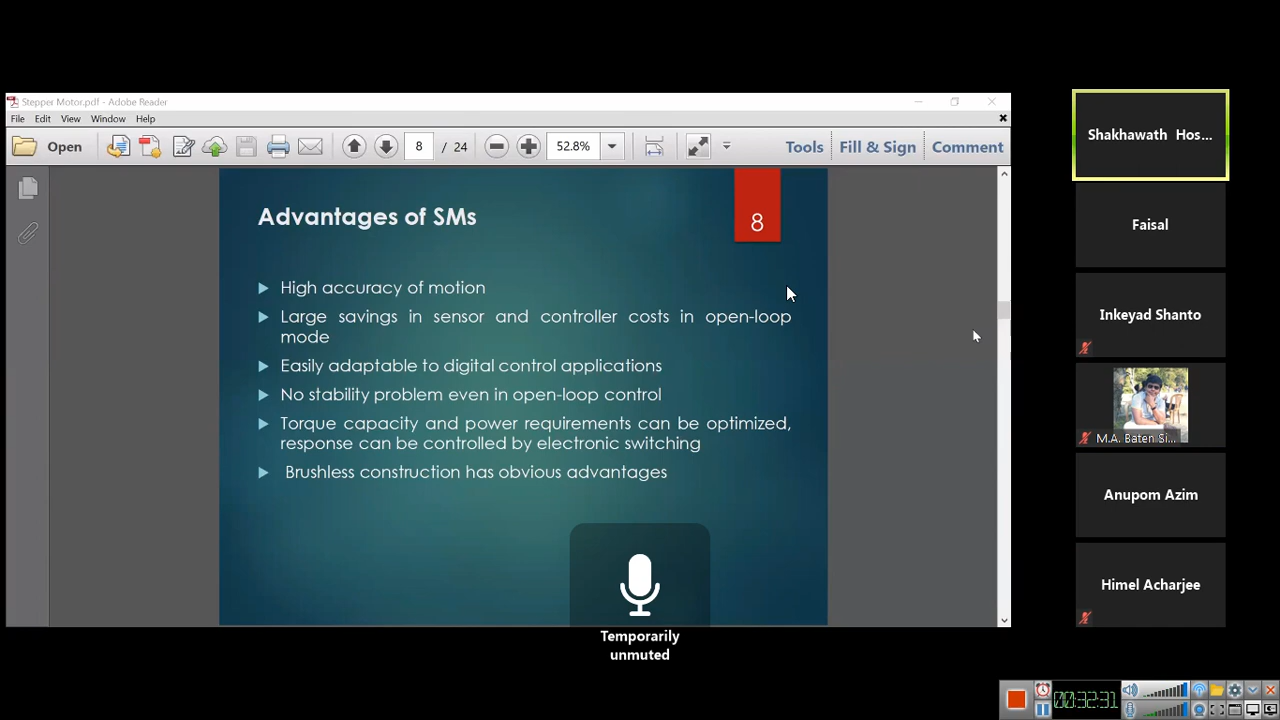 Stepper Motor.pdf - Adobe Reader
File Edit View Window Help
Open
8 / 24
52.8%
Tools Fill & Sign Comment
Advantages of SMs
8
High accuracy of motion
Large savings in sensor and controller costs in open-loop
mode
Easily adaptable to digital control applications
No stability problem even in open-loop control
Torque capacity and power requirements can be optimized,
response can be controlled by electronic switching
Brushless construction has obvious advantages
Temporarily
unmuted
Shakhawath Hos...
Faisal
Inkeyad Shanto
M.A. Baten Si...
Anupom Azim
Himel Acharjee
00:32:31